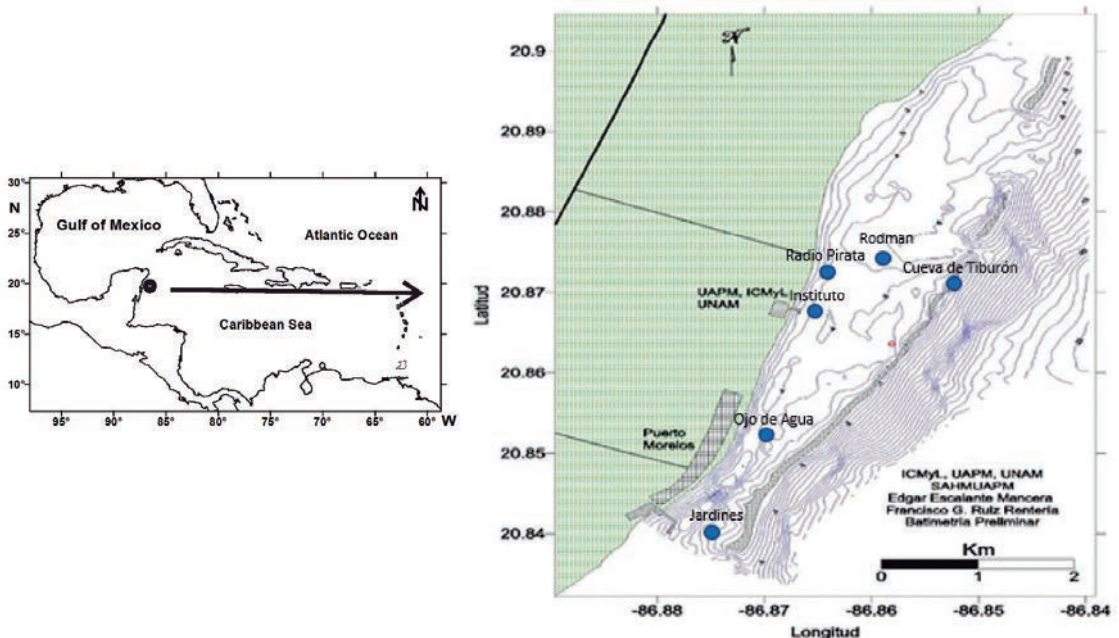 30°
N
25°
20°
15°
10°
95°
90°
85°
80°
75°
70°
65°
60° W
Gulf of Mexico
Atlantic Ocean
Caribbean Sea
N
20.9
20.89
20.88
20.87
20.86
20.85
20.84
Latitud
N
Rodman
Radio Pirata
Cueva de Tiburón
UAPM, ICMyL
UNAM
Instituto
Ojo de Agua
Puerto
Morelos
Jardines
ICMyL, UAPM, UNAM
SAHMUAPM
Edgar Escalante Mancera
Francisco G. Ruiz Rentería
Batimetría Preliminar
Km
0 1 2
-86.88 -86.87 -86.86 -86.85 -86.84
Longitud